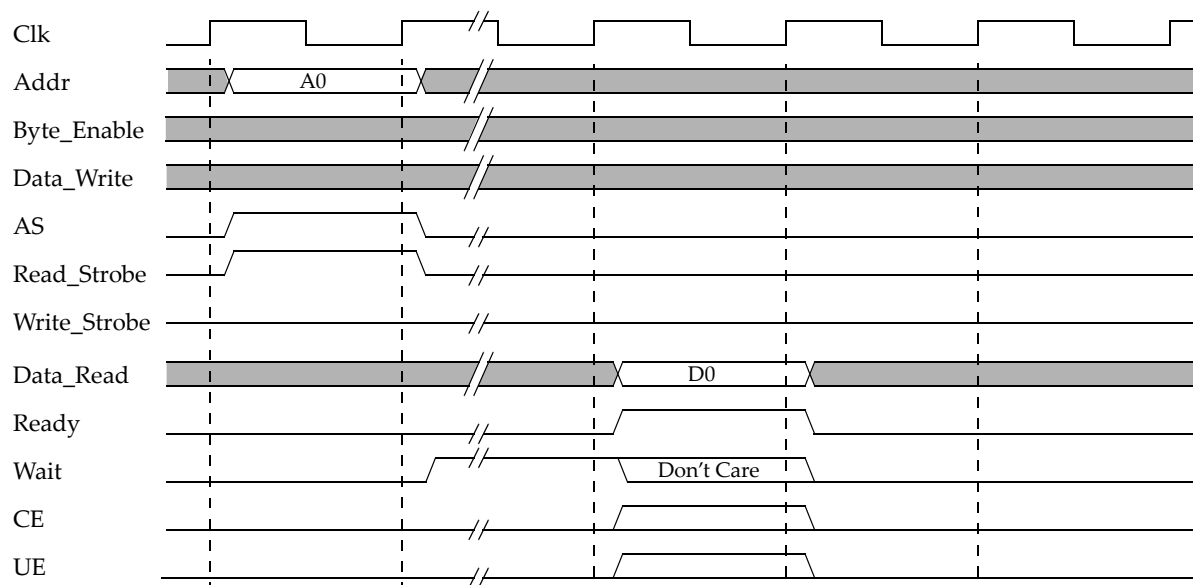 Clk
Addr
A0
Byte_Enable
Data_Write
AS
Read_Strobe
Write_Strobe
Data_Read
D0
Ready
Wait
Don't Care
CE
UE